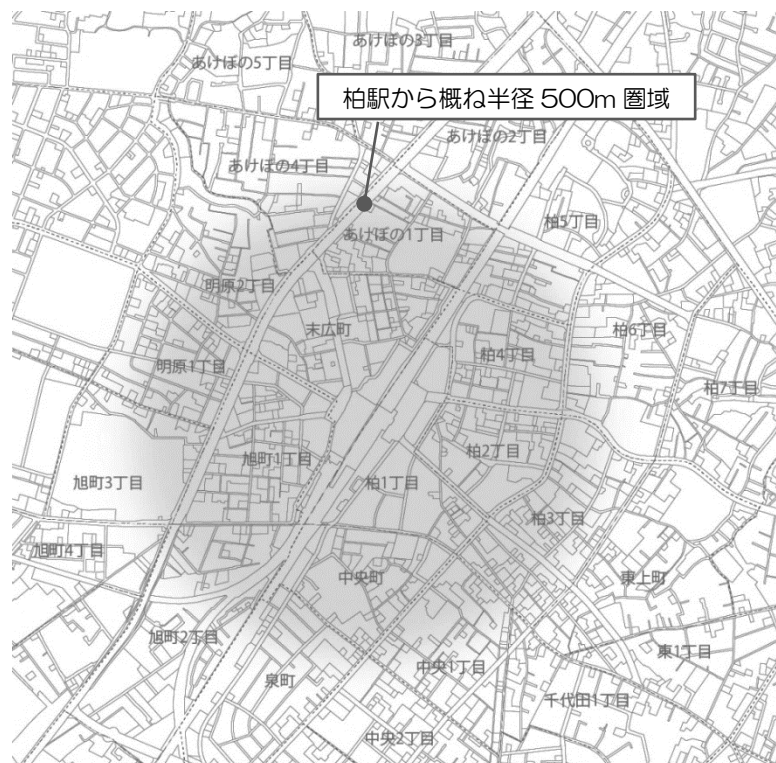 あけぼの3丁目
あけぼの5丁目
柏駅から概ね半径500m圏域
あけぼの2丁目
あけぼの4丁目
柏5丁目
あけぼの1丁目
明原2丁目
末広町
柏6丁目
柏4丁目
明原1丁目
柏7丁目
柏2丁目
旭町1丁目
旭町3丁目
柏1丁目
柏3丁目
旭町4丁目
中央町
東上町
旭町2丁目
東1丁目
中央1丁目
泉町
千代田1丁目
中央2丁目